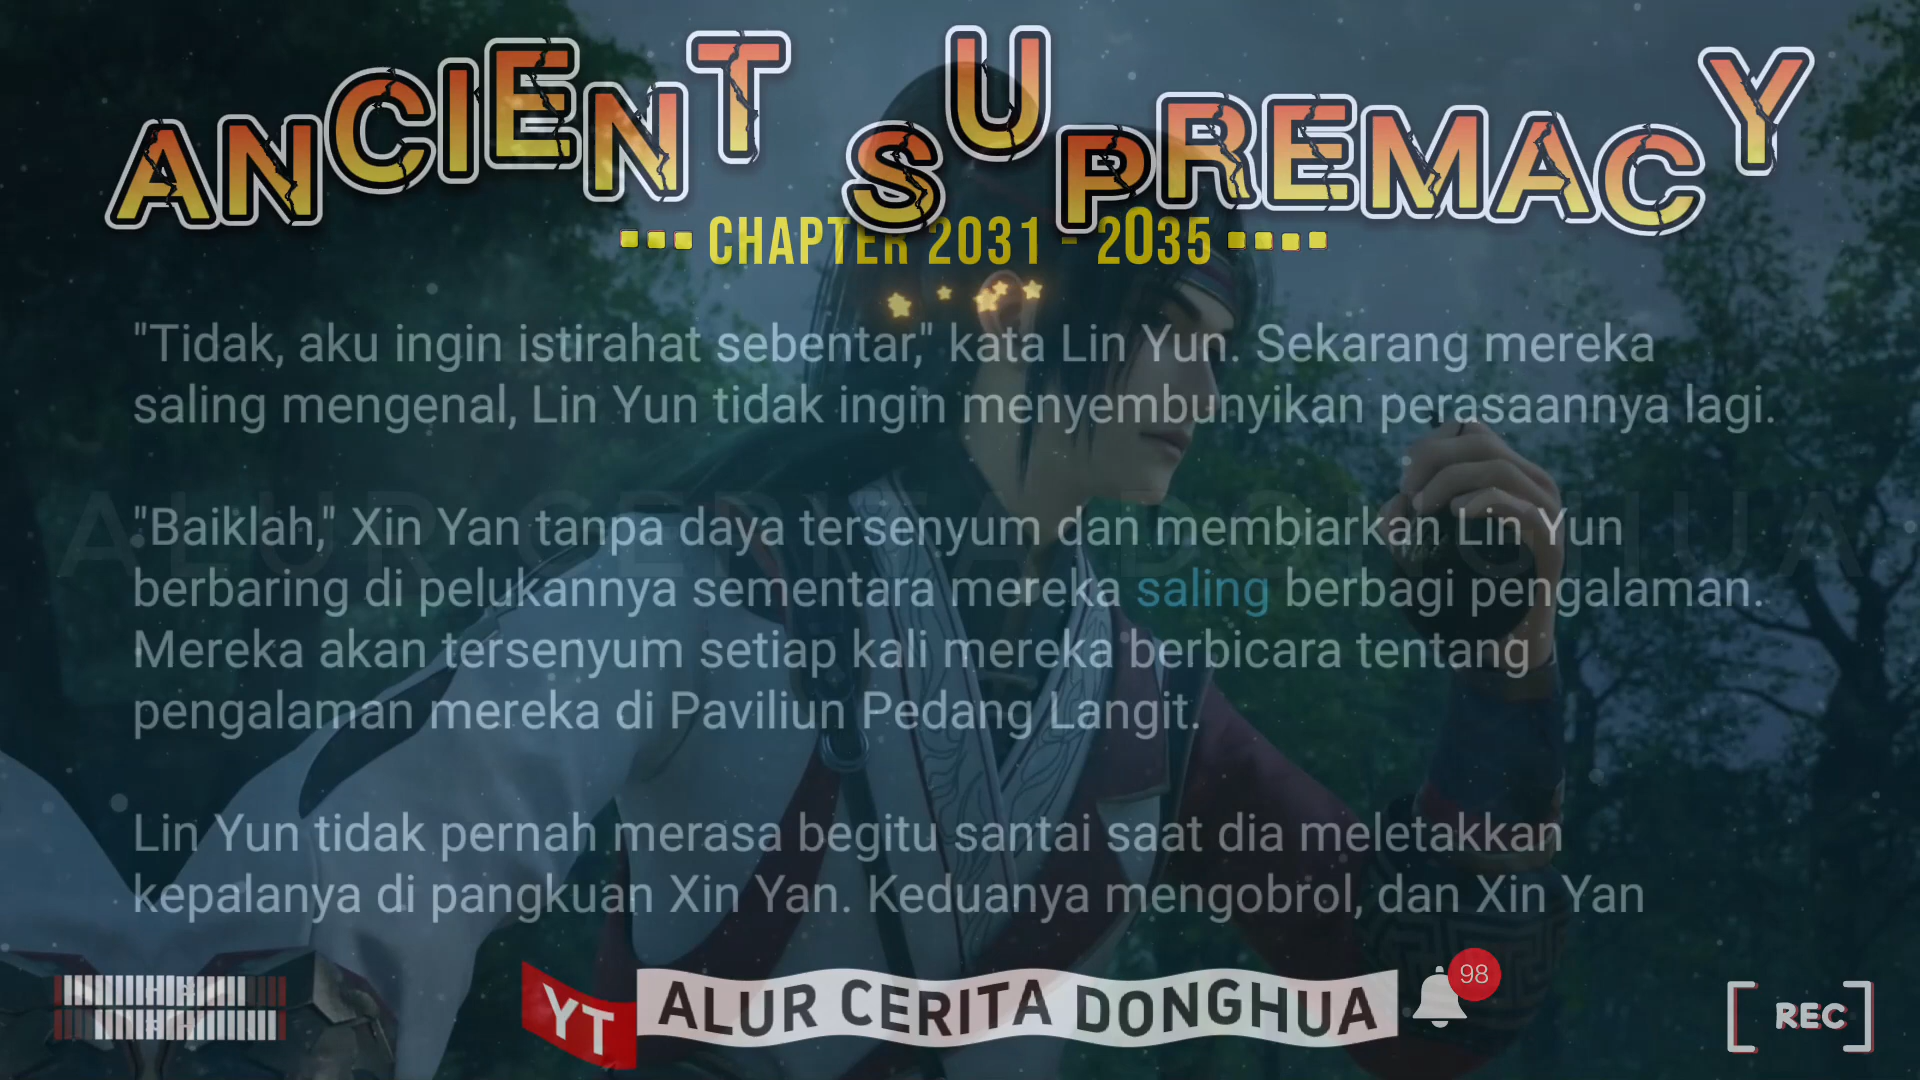 ANCIENT SUPREMACY
CHAPTER 2031 - 2035
"Tidak, aku ingin istirahat sebentar," kata Lin Yun. Sekarang mereka
saling mengenal, Lin Yun tidak ingin menyembunyikan perasaannya lagi.
ALUR CERITA DONGHUA
"Baiklah," Xin Yan tanpa daya tersenyum dan membiarkan Lin Yun
berbaring di pelukannya sementara mereka saling berbagi pengalaman.
Mereka akan tersenyum setiap kali mereka berbicara tentang
pengalaman mereka di Paviliun Pedang Langit.
Lin Yun tidak pernah merasa begitu santai saat dia meletakkan
kepalanya di pangkuan Xin Yan. Keduanya mengobrol, dan Xin Yan
YT ALUR CERITA DONGHUA 98
REC